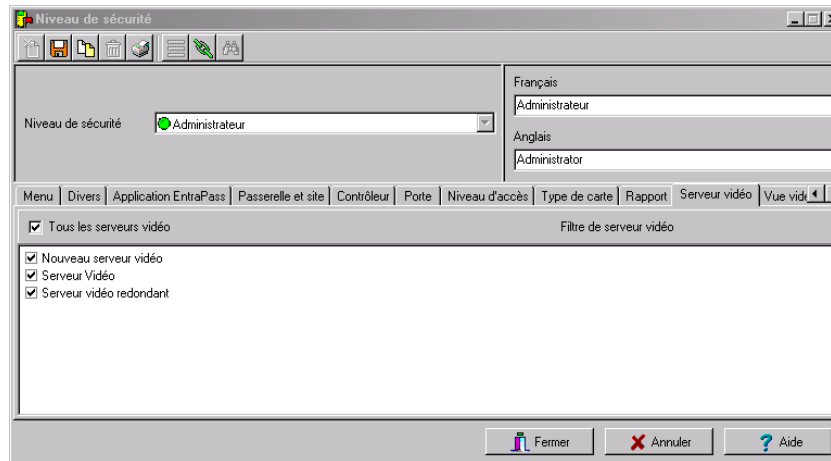 Niveau de sécurité
Français
Administrateur
Niveau de sécurité
Administrateur
Anglais
Administrator
Menu Divers Application EntraPass Passerelle et site Contrôleur Porte Niveau d'accès Type de carte Rapport Serveur vidéo Vue
Tous les serveurs vidéo Filtre de serveur vidéo
Nouveau serveur vidéo
Serveur Vidéo
Serveur vidéo redondant
Fermer Annuler Aide